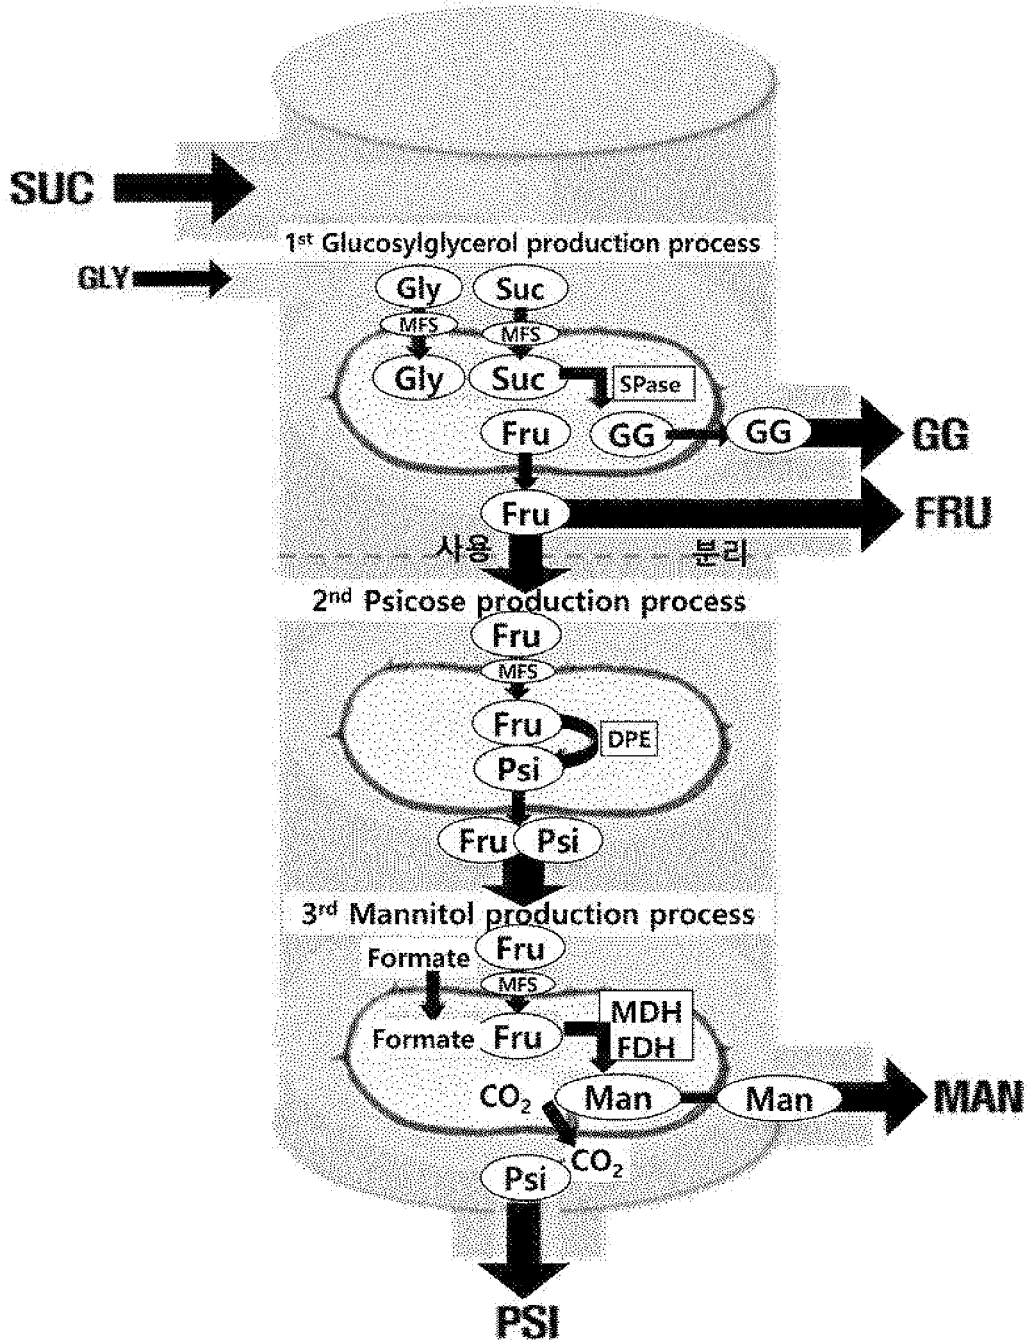 SUC
1st Glucosylglycerol production process
GLY
Gly Suc
MFS MFS
Gly Suc SPase
Fru GG GG GG
Fru FRU
사용 분리
2nd Psicose production process
Fru
MFS
Fru DPE
Psi
Fru Psi
3rd Mannitol production process
Formate Fru
MFS
MDH
Formate Fru FDH
CO2 Man Man MAN
CO2
Psi
PSI